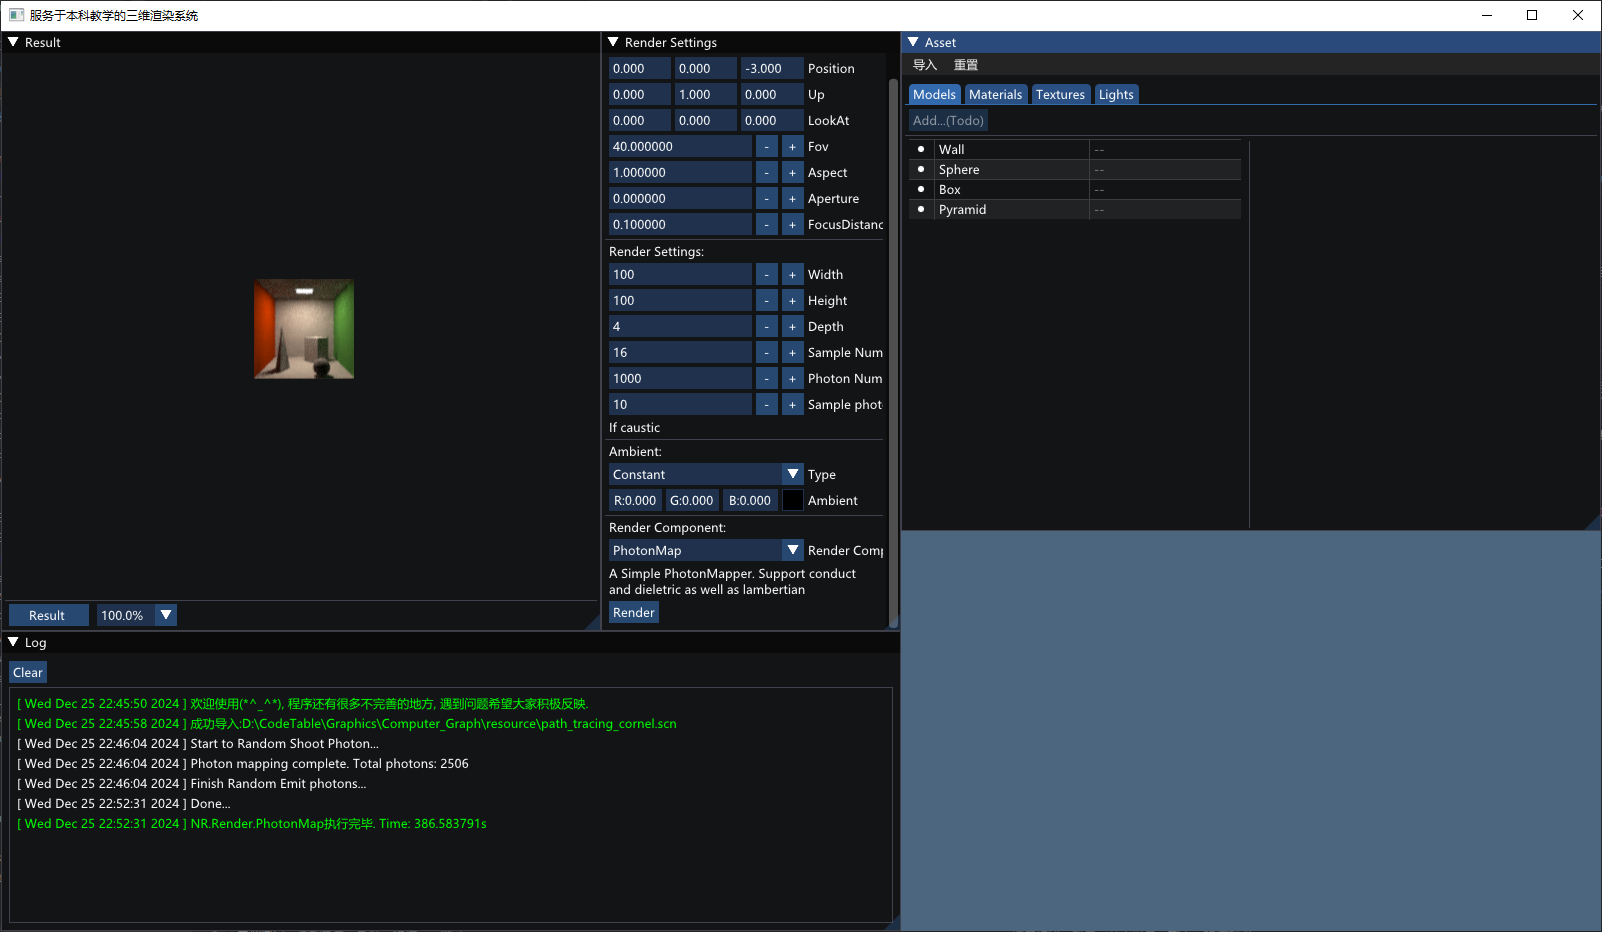 服务于本科教学的三维渲染系统
Result
Result
100.0%
Render Settings
0.000 0.000 -3.000 Position
0.000 1.000 0.000 Up
0.000 0.000 0.000 LookAt
40.000000 - + Fov
1.000000 - + Aspect
0.000000 - + Aperture
0.100000 - + FocusDistanc
Render Settings:
100 - + Width
100 - + Height
4 - + Depth
16 - + Sample Num
1000 - + Photon Num
10 - + Sample phot
If caustic
Ambient:
Constant Type
R:0.000 G:0.000 B:0.000 Ambient
Render Component:
PhotonMap Render Comp
A Simple PhotonMapper. Support conduct
and dieletric as well as lambertian
Render
Asset
导入 重置
Models Materials Textures Lights
Add...(Todo)
Wall --
Sphere --
Box --
Pyramid --
Log
Clear
[ Wed Dec 25 22:45:50 2024 ] 欢迎使用(*^_^*), 程序还有很多不完善的地方, 遇到问题希望大家积极反映.
[ Wed Dec 25 22:45:58 2024 ] 成功导入:D:\CodeTable\Graphics\Computer_Graph\resource\path_tracing_cornel.scn
[ Wed Dec 25 22:46:04 2024 ] Start to Random Shoot Photon...
[ Wed Dec 25 22:46:04 2024 ] Photon mapping complete. Total photons: 2506
[ Wed Dec 25 22:46:04 2024 ] Finish Random Emit photons...
[ Wed Dec 25 22:52:31 2024 ] Done...
[ Wed Dec 25 22:52:31 2024 ] NR.Render.PhotonMap执行完毕. Time: 386.583791s